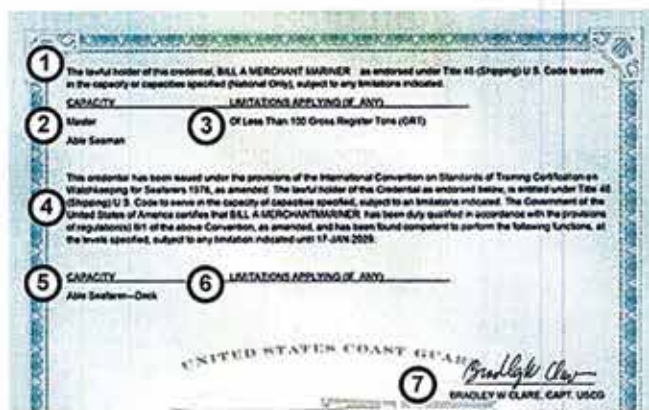 1
The lawful holder of this credential, BILL A MERCHANT MARINER as endorsed under Title 46 (Shipping) U S. Code to serve
in the capacity or capacities specified (National Only), subject to any limitations indicated.
CAPACITY LIMITATIONS APPLYING (IF ANY)
2 Master 3 Of Less Than 100 Gross Register Tons (GRT)
Able Seaman
This credential has been issued under the provisions of the International Convention on Standards of Training Certification en
Watchkeeping for Seafarers 1978, as amended. The lawful holder of this Credential as endorsed below, is entitled under Title 46
4 (Shipping) U S. Code to serve in the capacity of capacities specified, subject to an limitations indicated. The Government of the
United States of America certifies that BILL A MERCHANTMARINER has been duly qualified in accordance with the provisions
of regulation(s) of the above Convention, as amended, and has been found competent to perform the following functions, at
the levels specified, subject to any limitation indicated until 17-JAN 2029.
5 CAPACITY 6 LIMITATIONS APPLYING (IF ANY)
Able Seafarer-Deck
UNITED STATES COAST GUAR
7
BRADLEY W CLARE, CAPT. USCG